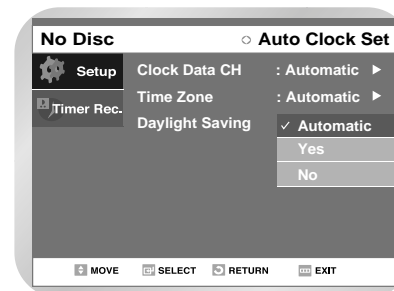 No Disc Auto Clock Set
Setup Clock Data CH : Automatic ►
Timer Rec. Time Zone : Automatic ►
Daylight Saving ✓ Automatic
Yes
No
MOVE SELECT RETURN EXIT